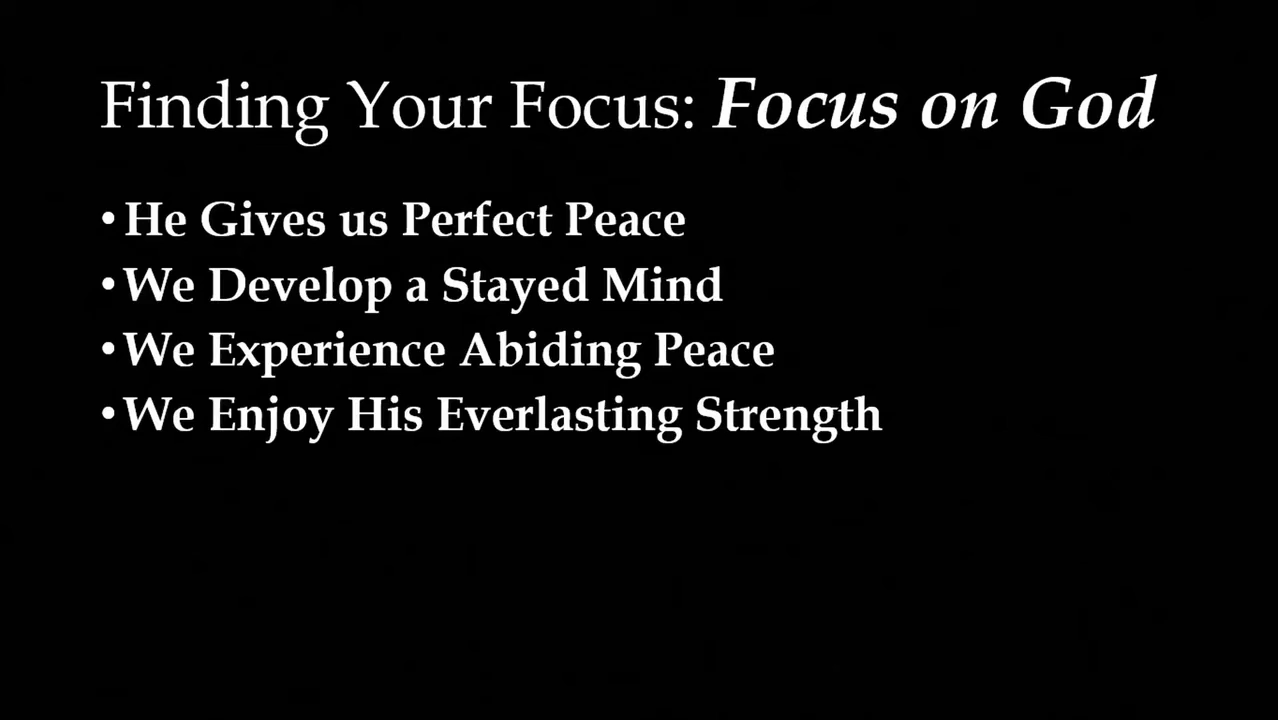 Finding Your Focus: Focus on God
• He Gives us Perfect Peace
• We Develop a Stayed Mind
• We Experience Abiding Peace
• We Enjoy His Everlasting Strength